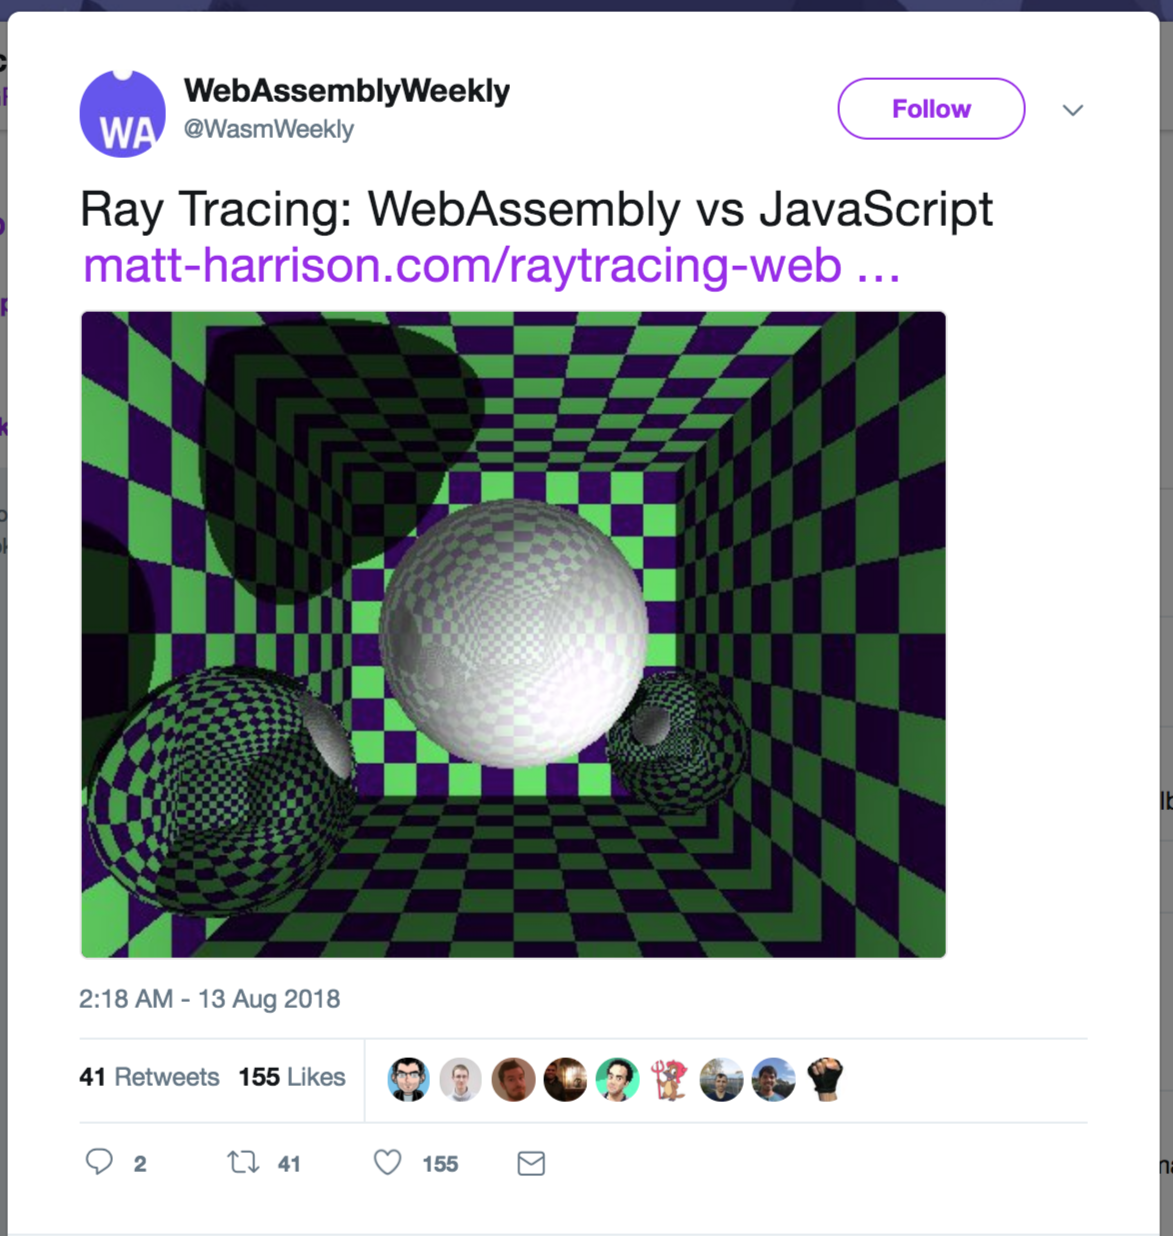 WA
WebAssemblyWeekly
@WasmWeekly
Follow
Ray Tracing: WebAssembly vs JavaScript
matt-harrison.com/raytracing-web …
2:18 AM - 13 Aug 2018
41 Retweets 155 Likes
2 41 155